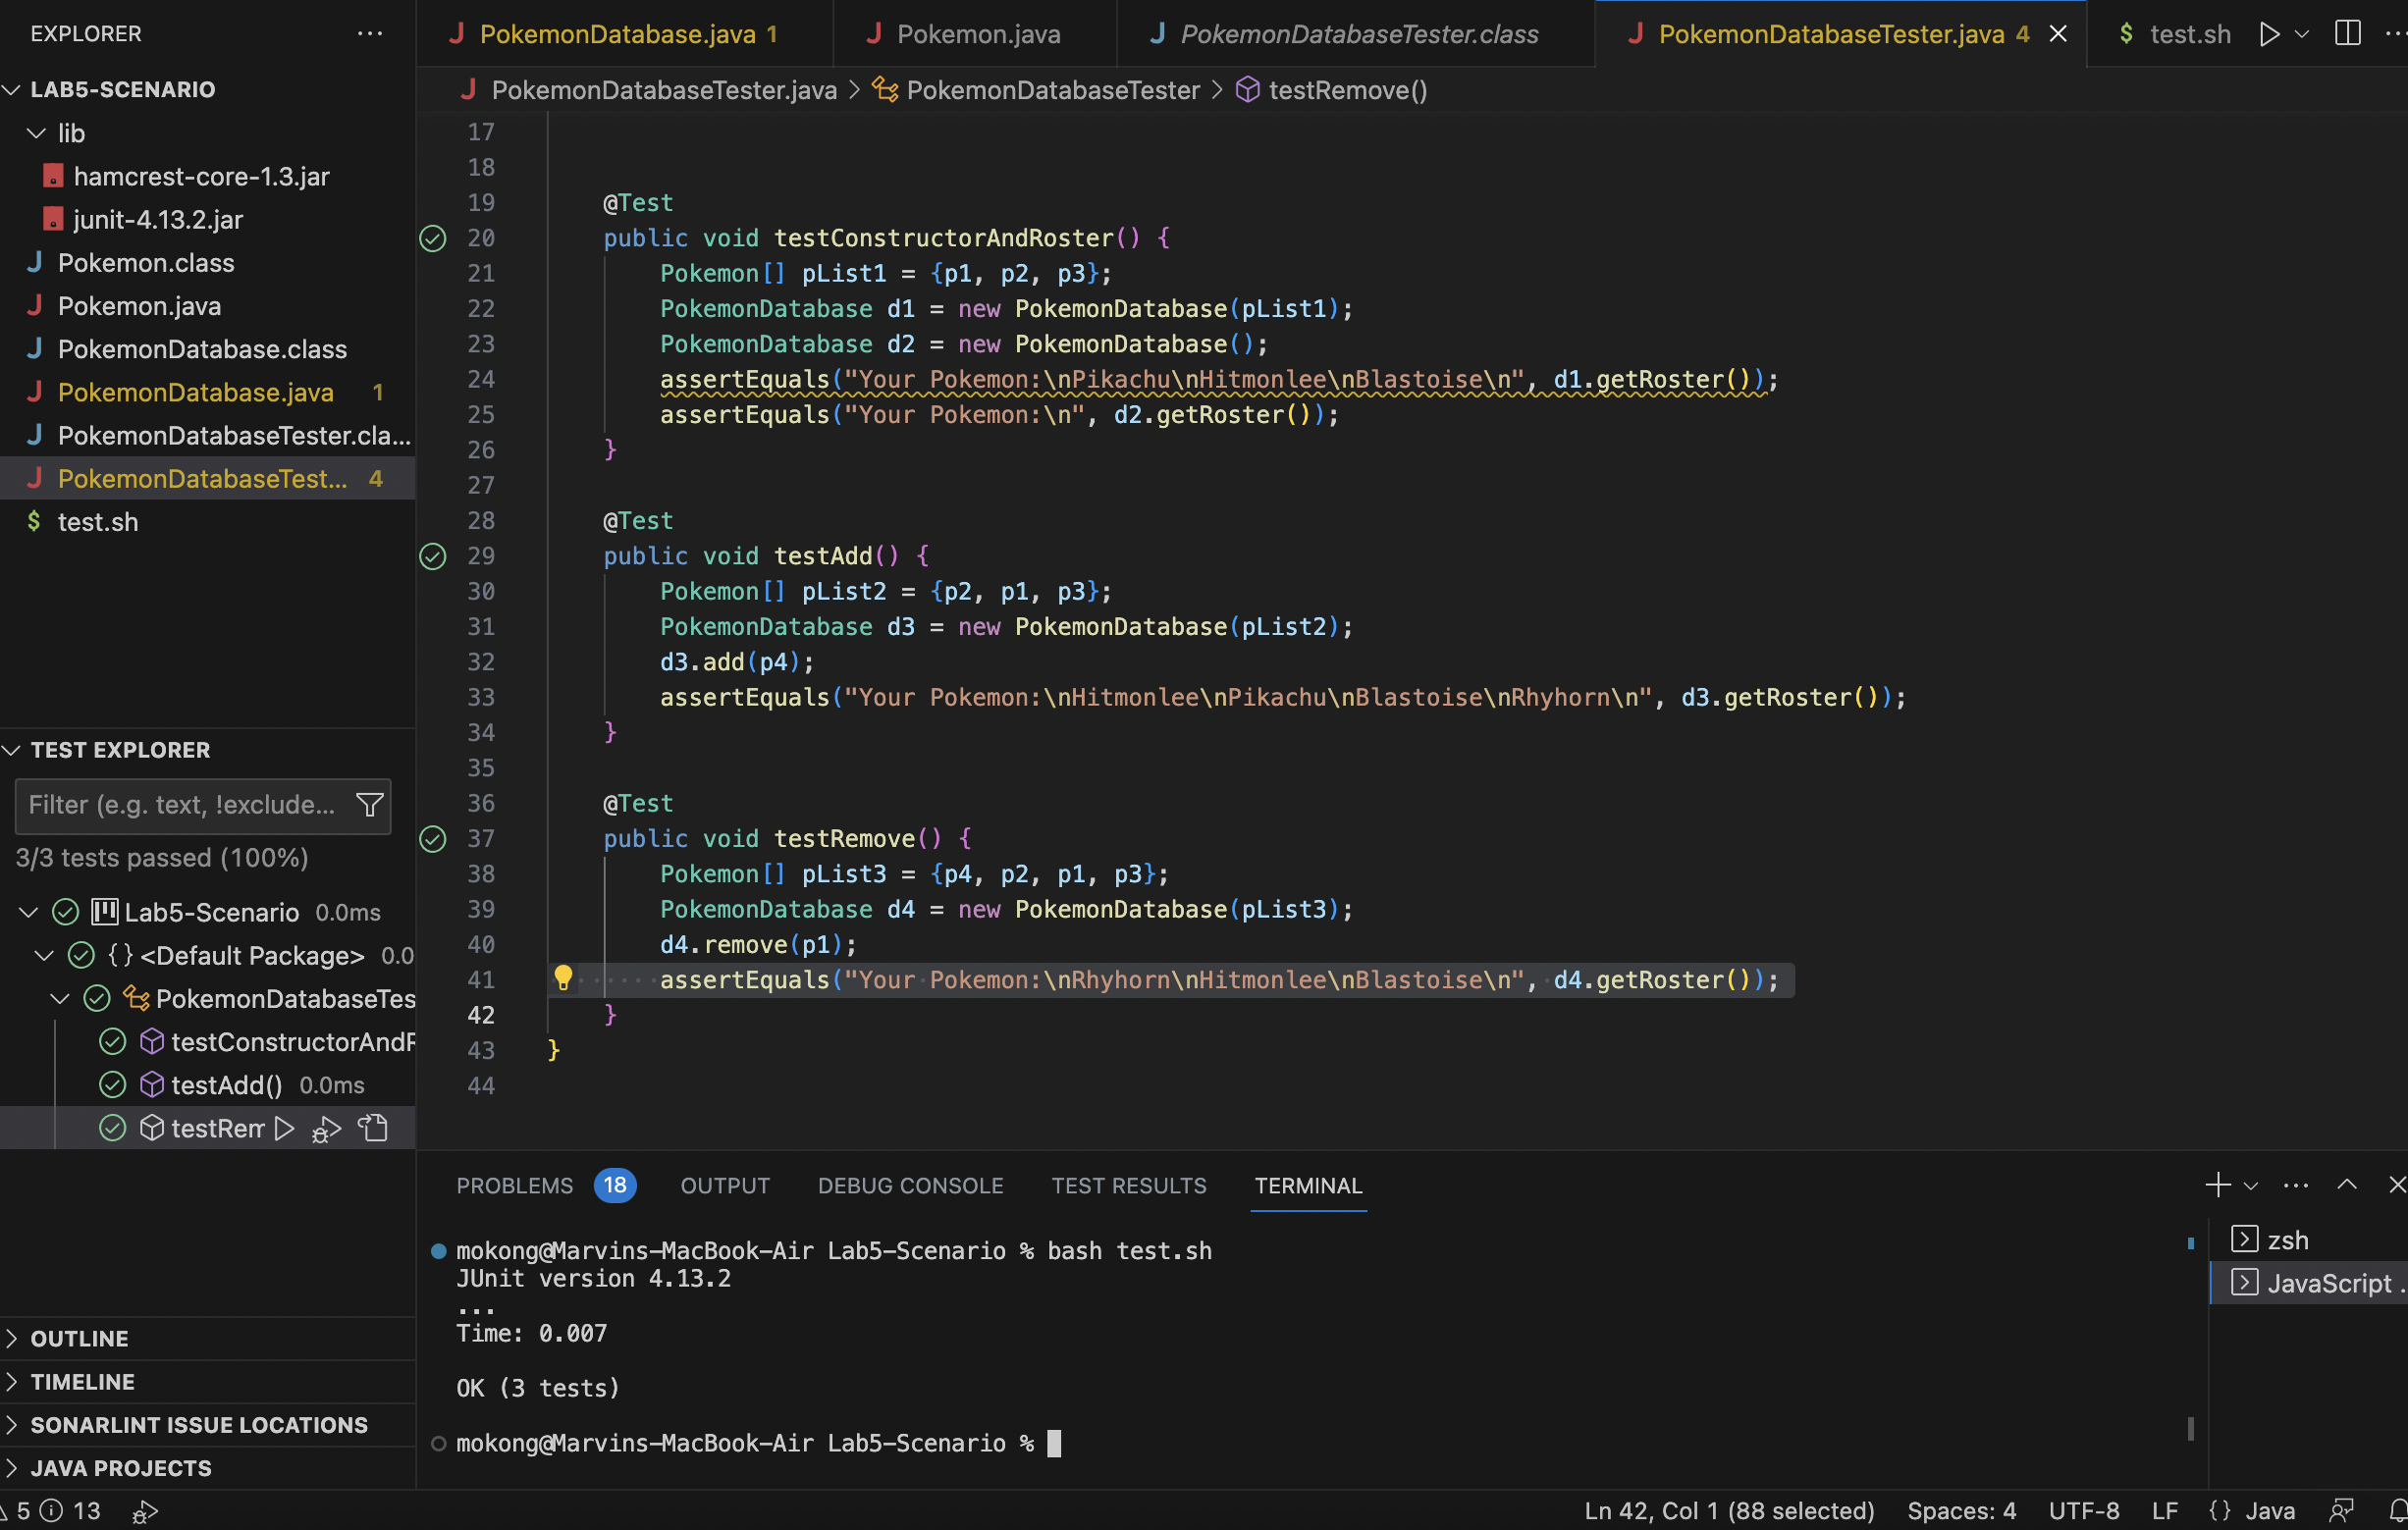 EXPLORER ...
LAB5-SCENARIO
lib
hamcrest-core-1.3.jar
junit-4.13.2.jar
J Pokemon.class
J Pokemon.java
J PokemonDatabase.class
J PokemonDatabase.java 1
J PokemonDatabaseTester.cla...
J PokemonDatabaseTest... 4
$ test.sh
TEST EXPLORER
Filter (e.g. text, !exclude...
3/3 tests passed (100%)
Lab5-Scenario 0.0ms
{} <Default Package> 0.0
PokemonDatabaseTes
testConstructorAndR
testAdd() 0.0ms
testRem
OUTLINE
TIMELINE
SONARLINT ISSUE LOCATIONS
JAVA PROJECTS
J PokemonDatabase.java 1 J Pokemon.java J PokemonDatabaseTester.class J PokemonDatabaseTester.java 4 $ test.sh
J PokemonDatabaseTester.java > PokemonDatabaseTester > testRemove()
17
18
19 @Test
20 public void testConstructorAndRoster() {
21 Pokemon[] pList1 = {p1, p2, p3};
22 PokemonDatabase d1 = new PokemonDatabase(pList1);
23 PokemonDatabase d2 = new PokemonDatabase();
24 assertEquals("Your Pokemon:\nPikachu\nHitmonlee\nBlastoise\n", d1.getRoster());
25 assertEquals("Your Pokemon:\n", d2.getRoster());
26 }
27
28 @Test
29 public void testAdd() {
30 Pokemon[] pList2 = {p2, p1, p3};
31 PokemonDatabase d3 = new PokemonDatabase(pList2);
32 d3.add(p4);
33 assertEquals("Your Pokemon:\nHitmonlee\nPikachu\nBlastoise\nRhyhorn\n", d3.getRoster());
34 }
35
36 @Test
37 public void testRemove() {
38 Pokemon[] pList3 = {p4, p2, p1, p3};
39 PokemonDatabase d4 = new PokemonDatabase(pList3);
40 d4.remove(p1);
41 assertEquals("Your Pokemon:\nRhyhorn\nHitmonlee\nBlastoise\n", d4.getRoster());
42 }
43 }
44
PROBLEMS 18 OUTPUT DEBUG CONSOLE TEST RESULTS TERMINAL
mokong@Marvins-MacBook-Air Lab5-Scenario % bash test.sh
JUnit version 4.13.2
...
Time: 0.007
OK (3 tests)
mokong@Marvins-MacBook-Air Lab5-Scenario %
zsh
JavaScript .
5 13
Ln 42, Col 1 (88 selected) Spaces: 4 UTF-8 LF {} Java